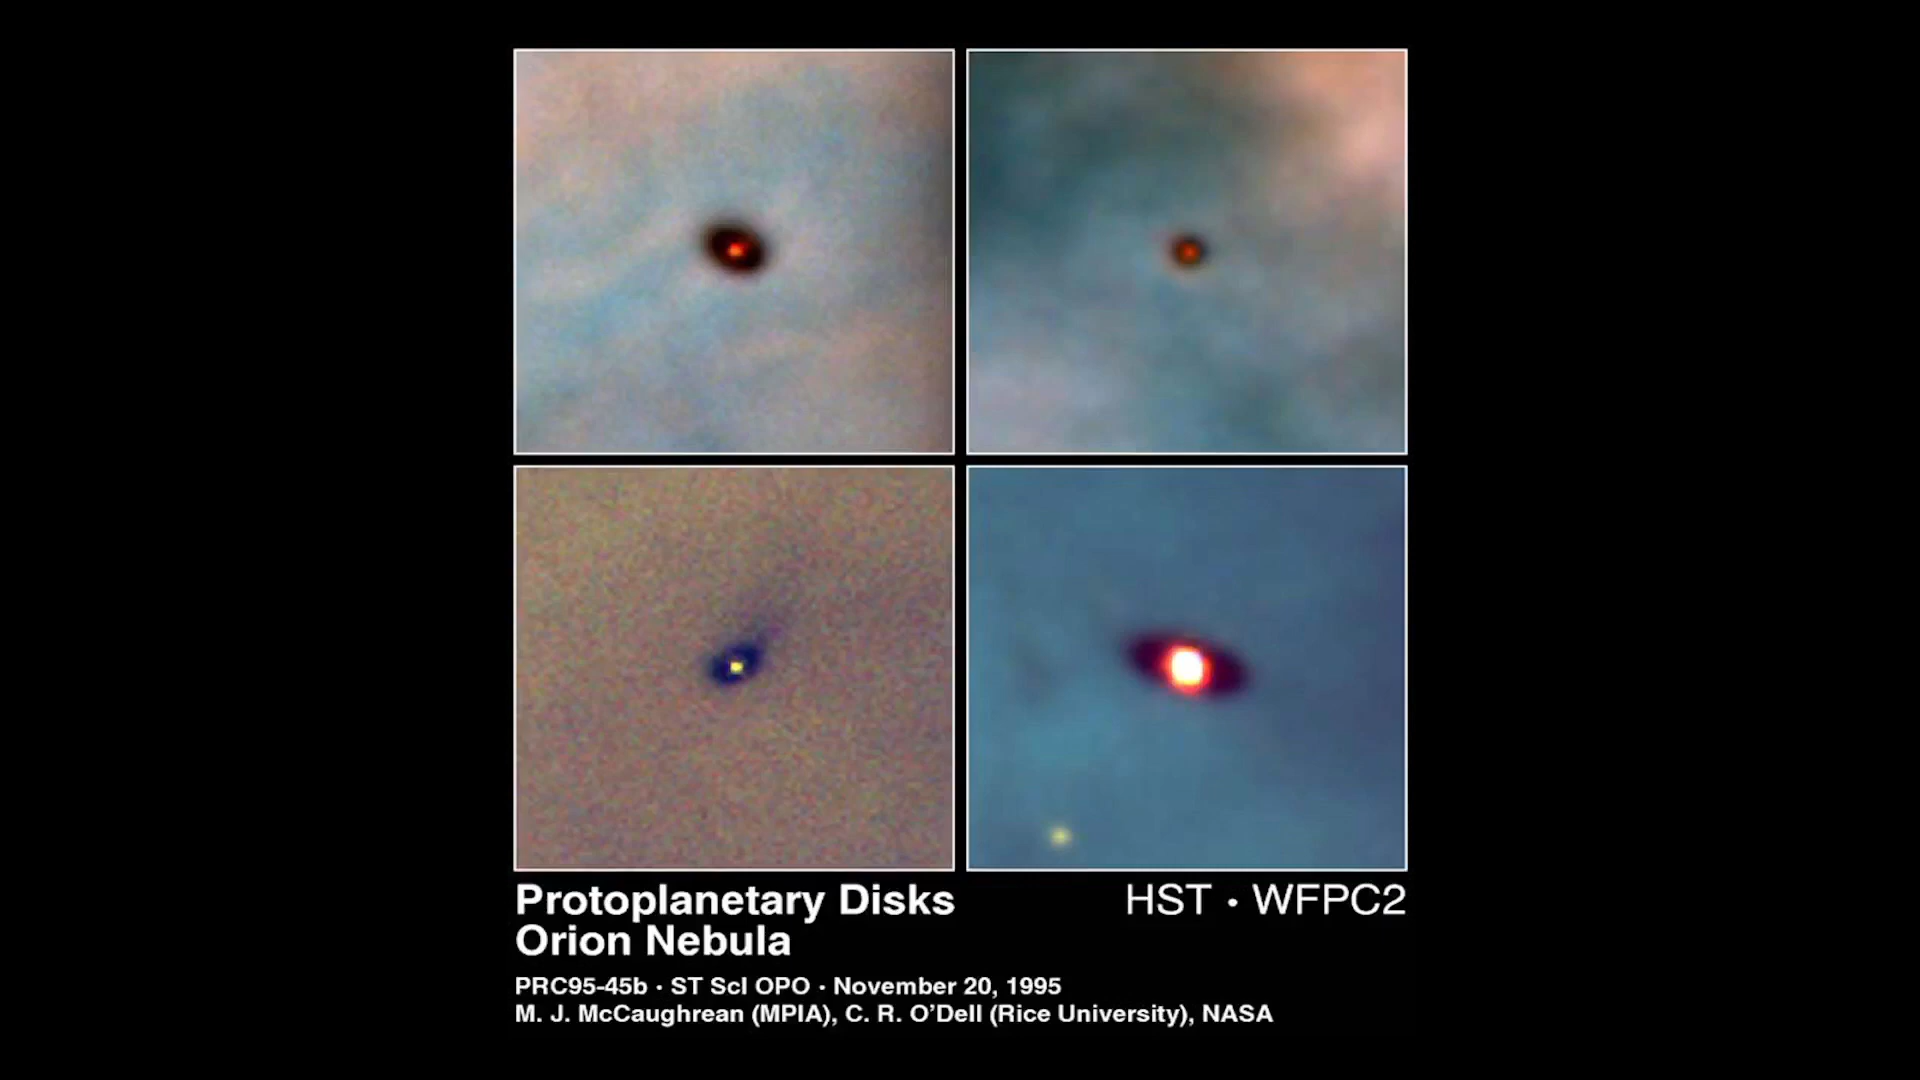 Protoplanetary Disks
Orion Nebula
HST • WFPC2
PRC95-45b • ST ScI OPO • November 20, 1995
M. J. McCaughrean (MPIA), C. R. O’Dell (Rice University), NASA